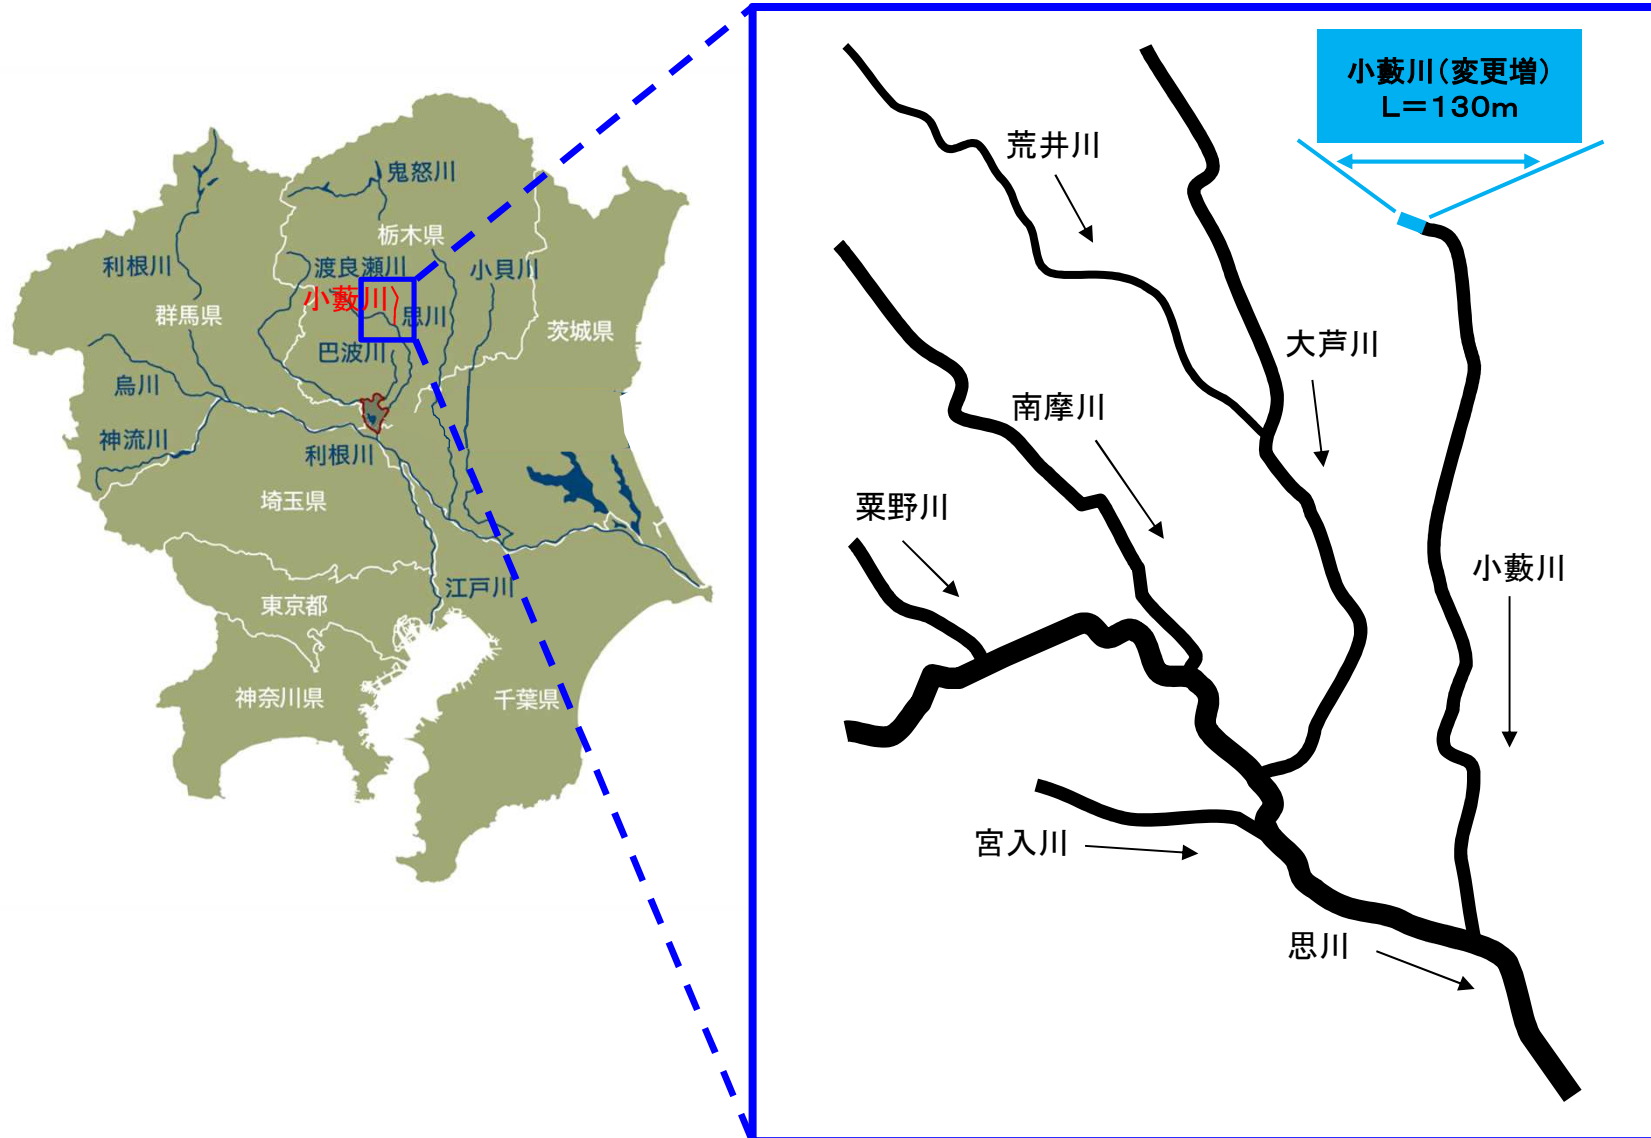 鬼怒川
栃木県
利根川
渡良瀬川
小貝川
小藪川
群馬県
思川
茨城県
巴波川
烏川
神流川
利根川
埼玉県
江戸川
東京都
神奈川県
千葉県
小藪川(変更増)
L=130m
荒井川
大芦川
南摩川
粟野川
小藪川
宮入川
思川